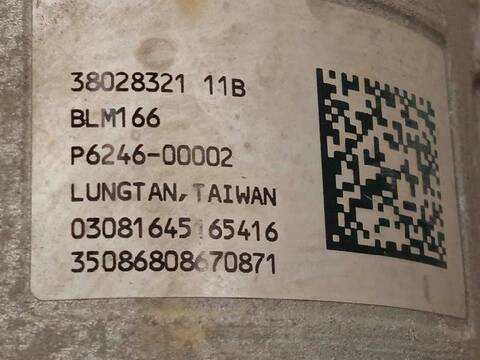 38028321 11B
BLM166
P6246-00002
LUNGTAN,TAIWAN
03081645165416
35086808670871